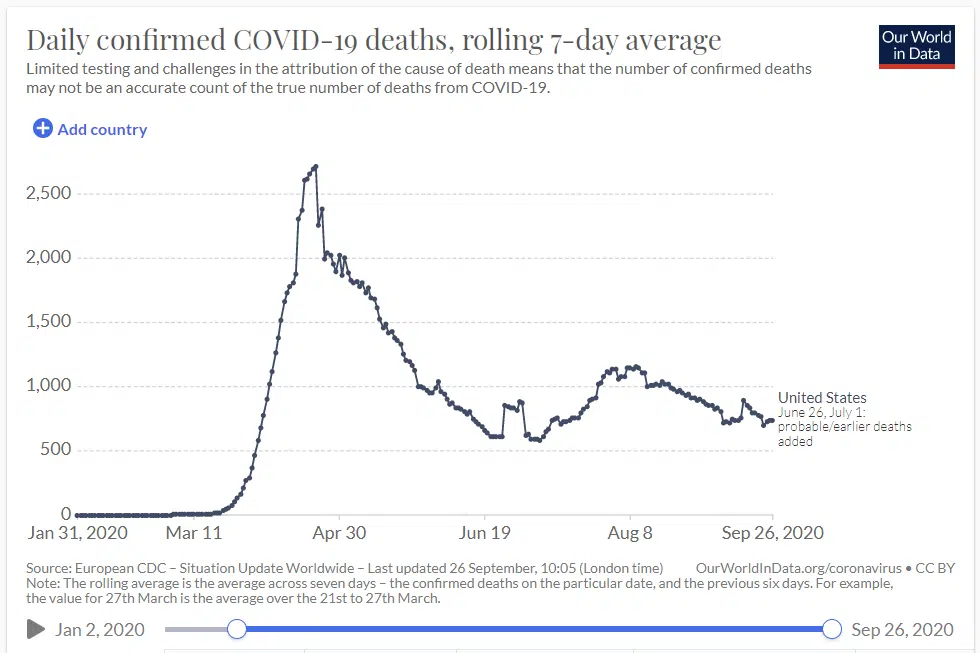 Daily confirmed COVID-19 deaths, rolling 7-day average
Our World
in Data
Limited testing and challenges in the attribution of the cause of death means that the number of confirmed deaths
may not be an accurate count of the true number of deaths from COVID-19.
Add country
2,500
2,000
1,500
1,000
500
0
United States
June 26, July 1:
probable/earlier deaths
added
Jan 31, 2020
Mar 11
Apr 30
Jun 19
Aug 8
Sep 26, 2020
Source: European CDC – Situation Update Worldwide – Last updated 26 September, 10:05 (London time)
OurWorldInData.org/coronavirus • CC BY
Note: The rolling average is the average across seven days – the confirmed deaths on the particular date, and the previous six days. For example,
the value for 27th March is the average over the 21st to 27th March.
Jan 2, 2020
Sep 26, 2020